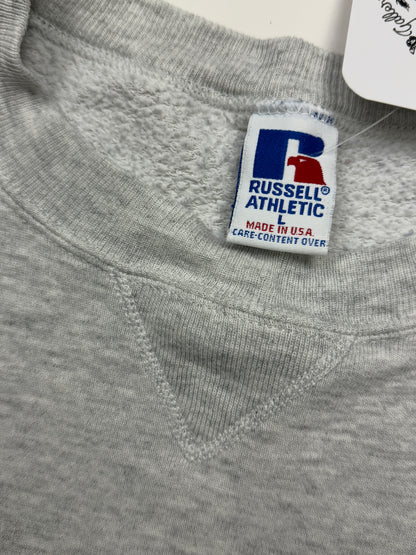 RUSSELL®
ATHLETIC
L
MADE IN U.S.A.
CARE-CONTENT OVER